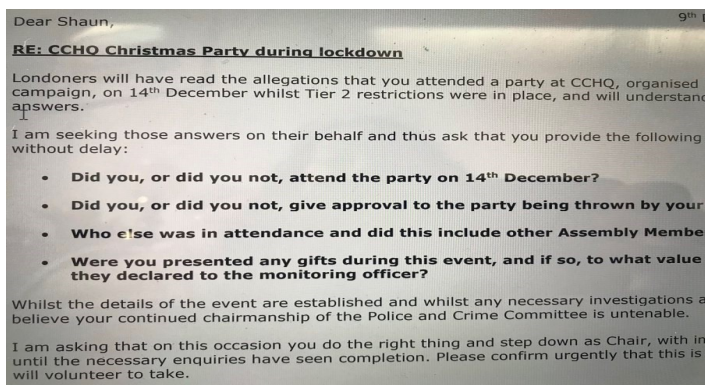 9th
Dear Shaun,
RE: CCHQ Christmas Party during lockdown
Londoners will have read the allegations that you attended a party at CCHQ, organised
campaign, on 14th December whilst Tier 2 restrictions were in place, and will understand
answers.
I am seeking those answers on their behalf and thus ask that you provide the following
without delay:
• Did you, or did you not, attend the party on 14th December?
• Did you, or did you not, give approval to the party being thrown by your
• Who else was in attendance and did this include other Assembly Membe
• Were you presented any gifts during this event, and if so, to what value
they declared to the monitoring officer?
Whilst the details of the event are established and whilst any necessary investigations a
believe your continued chairmanship of the Police and Crime Committee is untenable.
I am asking that on this occasion you do the right thing and step down as Chair, with
until the necessary enquiries have seen completion. Please confirm urgently that this is
will volunteer to take.